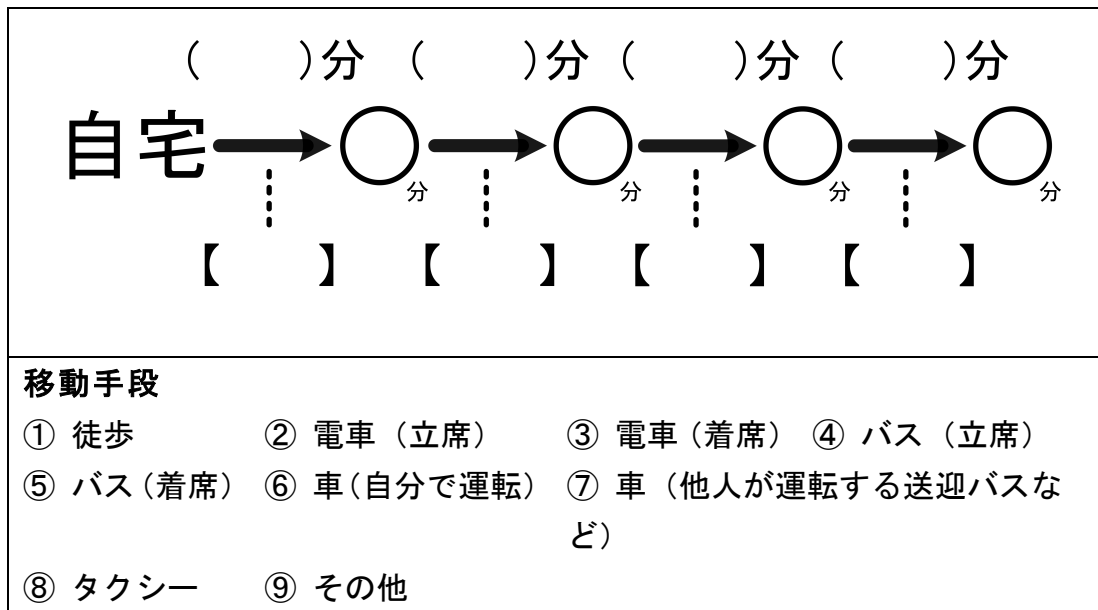 (　　)分 (　　)分 (　　)分 (　　)分
自宅
分 分 分 分
【　　】 【　　】 【　　】 【　　】
移動手段
① 徒歩 ② 電車（立席） ③ 電車（着席） ④ バス（立席）
⑤ バス（着席） ⑥ 車（自分で運転） ⑦ 車（他人が運転する送迎バスな
ど）
⑧ タクシー ⑨ その他